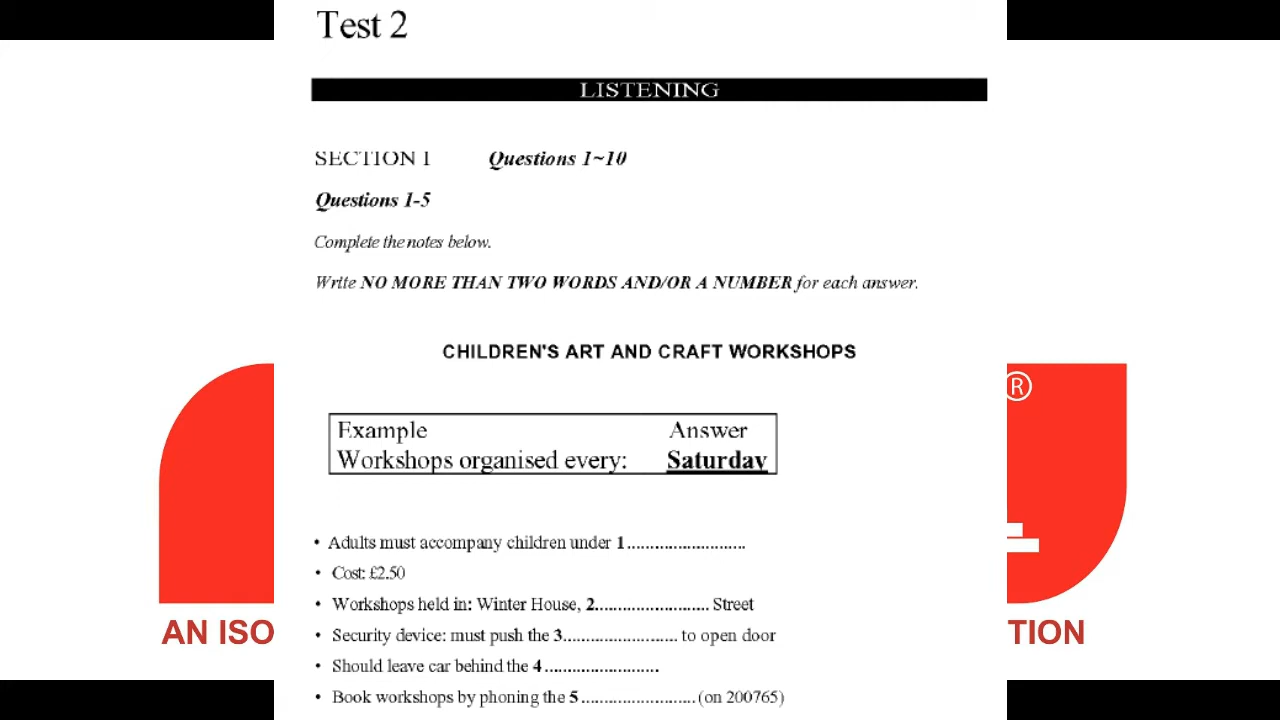 Test 2
LISTENING
SECTION 1 Questions 1~10
Questions 1-5
Complete the notes below.
Write NO MORE THAN TWO WORDS AND/OR A NUMBER for each answer.
CHILDREN'S ART AND CRAFT WORKSHOPS
Example Answer
Workshops organised every: Saturday
• Adults must accompany children under 1..........................
• Cost: £2.50
• Workshops held in: Winter House, 2......................... Street
• Security device: must push the 3......................... to open door
• Should leave car behind the 4.........................
• Book workshops by phoning the 5.........................(on 200765)
®
AN ISO
TION